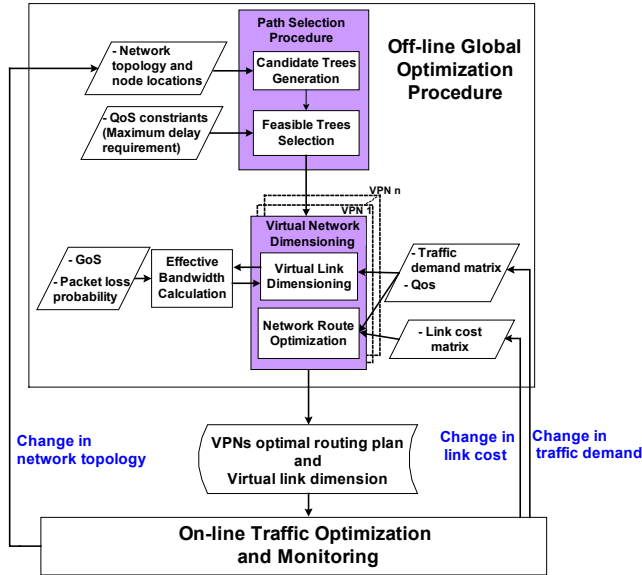 Path Selection
Procedure
Off-line Global
Optimization
Procedure
- Network
topology and
node locations
Candidate Trees
Generation
- QoS constriants
(Maximum delay
requirement)
Feasible Trees
Selection
VPN n
VPN 1
Virtual Network
Dimensioning
- GoS
- Packet loss
probability
Effective
Bandwidth
Calculation
Virtual Link
Dimensioning
- Traffic
demand matrix
- Qos
Network Route
Optimization
- Link cost
matrix
Change in
network topology
VPNs optimal routing plan
and
Virtual link dimension
Change in
link cost
Change in
traffic demand
On-line Traffic Optimization
and Monitoring